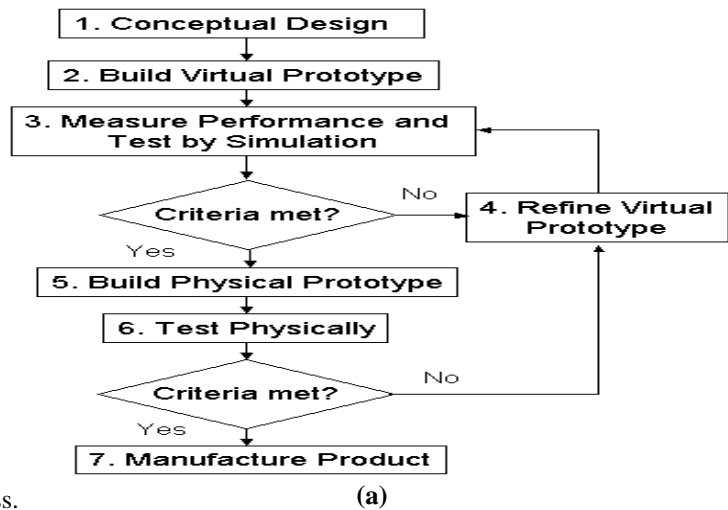 1. Conceptual Design
2. Build Virtual Prototype
3. Measure Performance and
Test by Simulation
Criteria met?
No
4. Refine Virtual
Prototype
Yes
5. Build Physical Prototype
6. Test Physically
Criteria met?
No
Yes
7. Manufacture Product
ss.
(a)